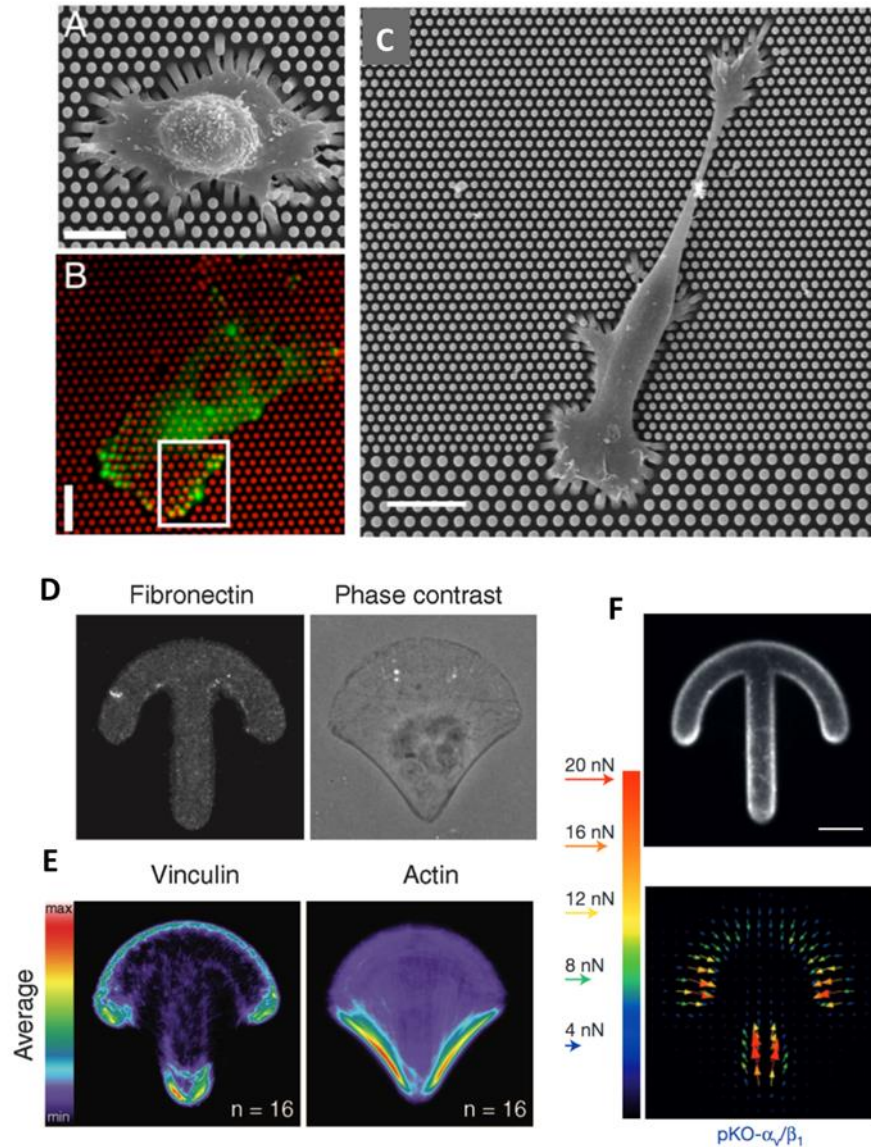 A
C
B
D
Fibronectin Phase contrast
F
20 nN
16 nN
E
Vinculin Actin
12 nN
max
8 nN
Average
4 nN
min
n = 16 n = 16
pKO-αᵥ/β₁